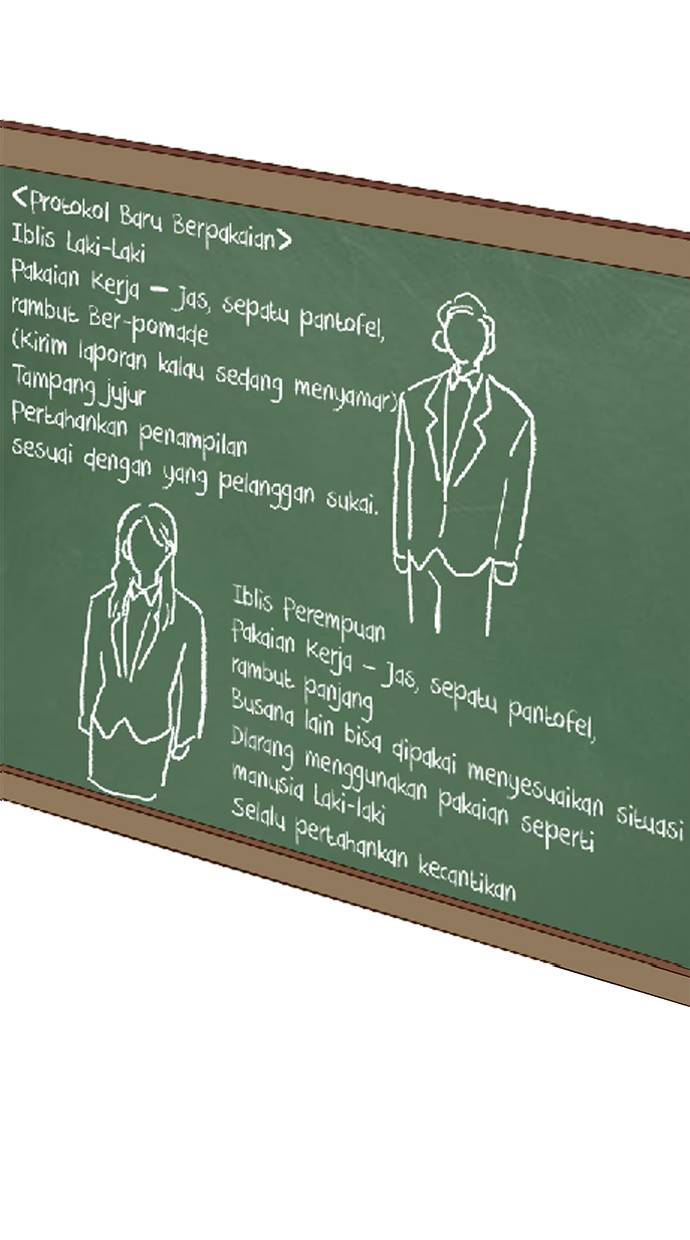 <Protokol Baru Berpakaian>
Iblis Laki-Laki
Pakaian Kerja – Jas, sepatu pantofel,
rambut Ber-pomade
(Kirim laporan kalau sedang menyamar)
Tampang jujur
Pertahankan penampilan
sesuai dengan yang pelanggan sukai.
Iblis Perempuan
Pakaian Kerja – Jas, sepatu pantofel,
rambut panjang
Busana lain bisa dipakai menyesuaikan situasi
Dlarang menggunakan pakaian seperti
manusia Laki-laki
Selalu pertahankan kecantikan